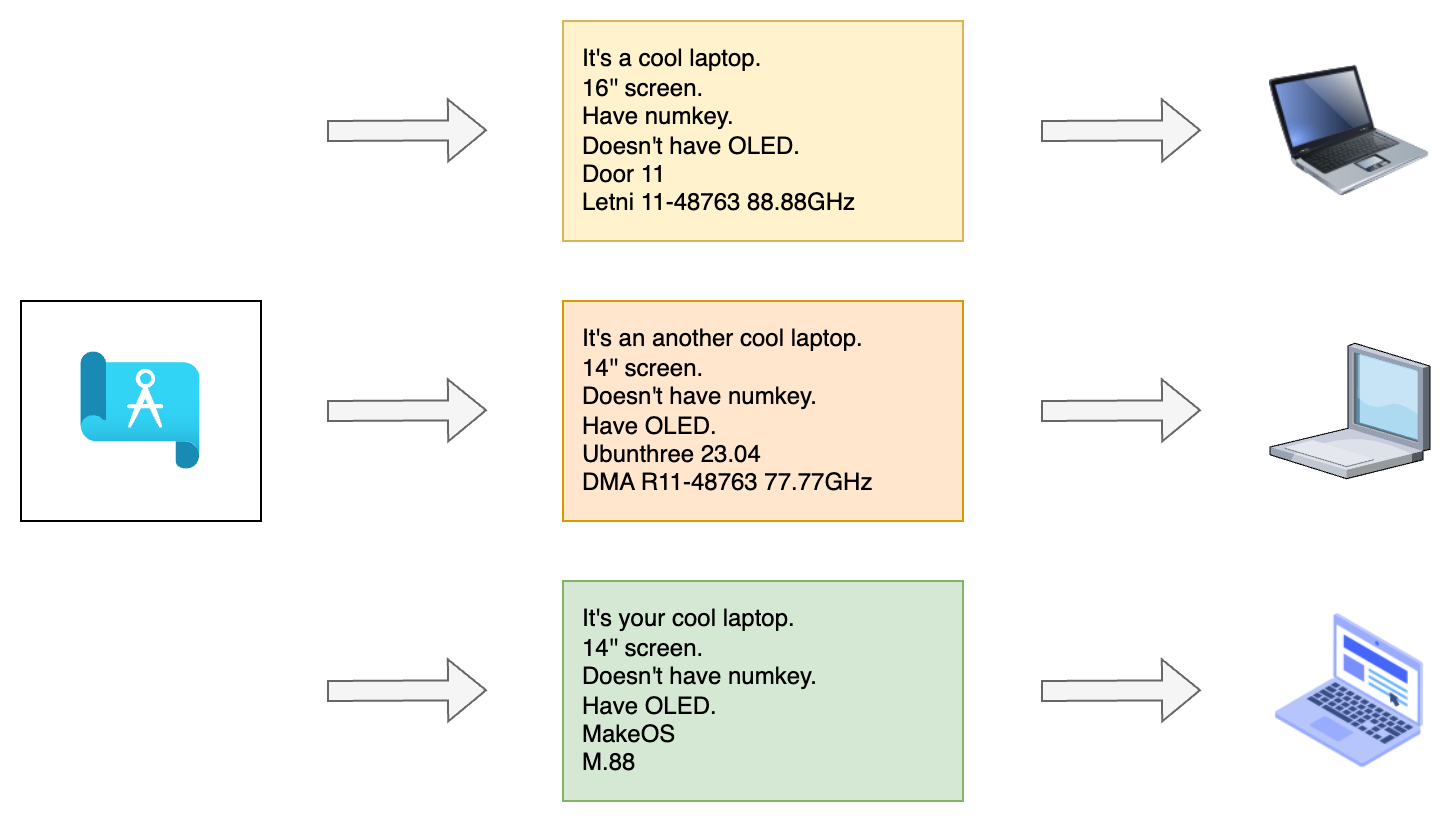 It's a cool laptop.
16" screen.
Have numkey.
Doesn't have OLED.
Door 11
Letni 11-48763 88.88GHz
It's an another cool laptop.
14" screen.
Doesn't have numkey.
Have OLED.
Ubunthree 23.04
DMA R11-48763 77.77GHz
It's your cool laptop.
14" screen.
Doesn't have numkey.
Have OLED.
MakeOS
M.88